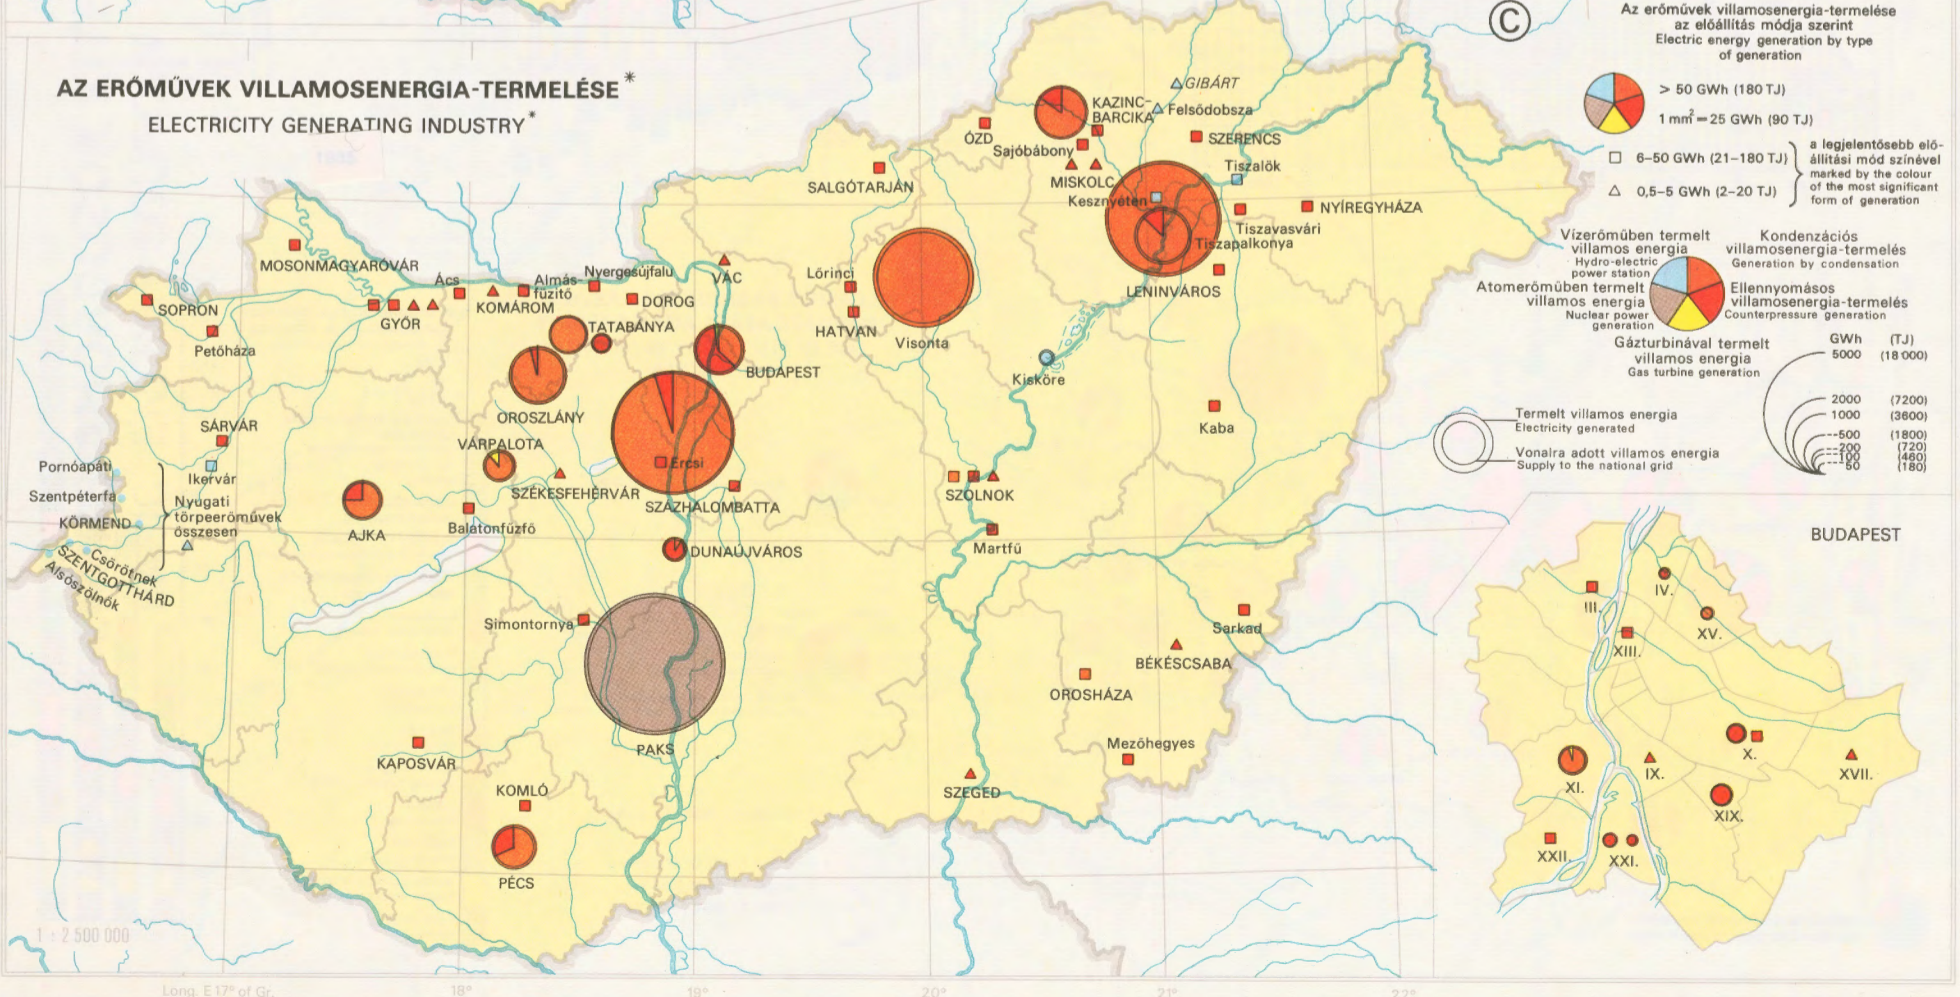 AZ ERŐMŰVEK VILLAMOSENERGIA-TERMELÉSE*
ELECTRICITY GENERATING INDUSTRY*
C
Az erőművek villamosenergia-termelése
az előállítás módja szerint
Electric energy generation by type
of generation
> 50 GWh (180 TJ)
1 mm² = 25 GWh (90 TJ)
6–50 GWh (21–180 TJ)
0,5–5 GWh (2–20 TJ)
a legjelentősebb elő-
állítási mód színével
marked by the colour
of the most significant
form of generation
Vízerőműben termelt
villamos energia
Hydro-electric
power station
Kondenzációs
villamosenergia-termelés
Generation by condensation
Atomerőműben termelt
villamos energia
Nuclear power
generation
Ellennyomásos
villamosenergia-termelés
Counterpressure generation
Gázturbinával termelt
villamos energia
Gas turbine generation
GWh (TJ)
5000 (18 000)
2000 (7200)
1000 (3600)
500 (1800)
200 (720)
100 (460)
50 (180)
Termelt villamos energia
Electricity generated
Vonalra adott villamos energia
Supply to the national grid
GIBÁRT
Felsődobsza
KAZINC-
BARCIKA
ÓZD
Sajóbábony
SZERENCS
MISKOLC
Tiszalök
Kesznyéten
NYÍREGYHÁZA
Tiszavasvári
Tiszapalkonya
LENINVÁROS
SALGÓTARJÁN
Lőrinci
HATVAN
Visonta
Kisköre
Kaba
MOSONMAGYARÓVÁR
SOPRON
Petőháza
GYŐR
Ács
KOMÁROM
Almás-
füzitő
Nyergesújfalu
DOROG
VÁC
TATABÁNYA
BUDAPEST
OROSZLÁNY
SÁRVÁR
Ikervár
VÁRPALOTA
SZÉKESFEHÉRVÁR
Ercsi
SZÁZHALOMBATTA
Pornóapáti
Szentpéterfa
KÖRMEND
Csörötnek
SZENTGOTTHÁRD
Alsószölnök
Nyugati
törpeerőművek
összesen
AJKA
Balatonfűzfő
DUNAÚJVÁROS
SZOLNOK
Martfű
Simontornya
PAKS
Sarkad
BÉKÉSCSABA
OROSHÁZA
Mezőhegyes
SZEGED
KAPOSVÁR
KOMLÓ
PÉCS
BUDAPEST
III.
IV.
XV.
XIII.
X.
XVII.
IX.
XI.
XIX.
XXI.
XXII.
1 : 2 500 000
Long. E 17° of Gr.
18°
19°
20°
21°
22°